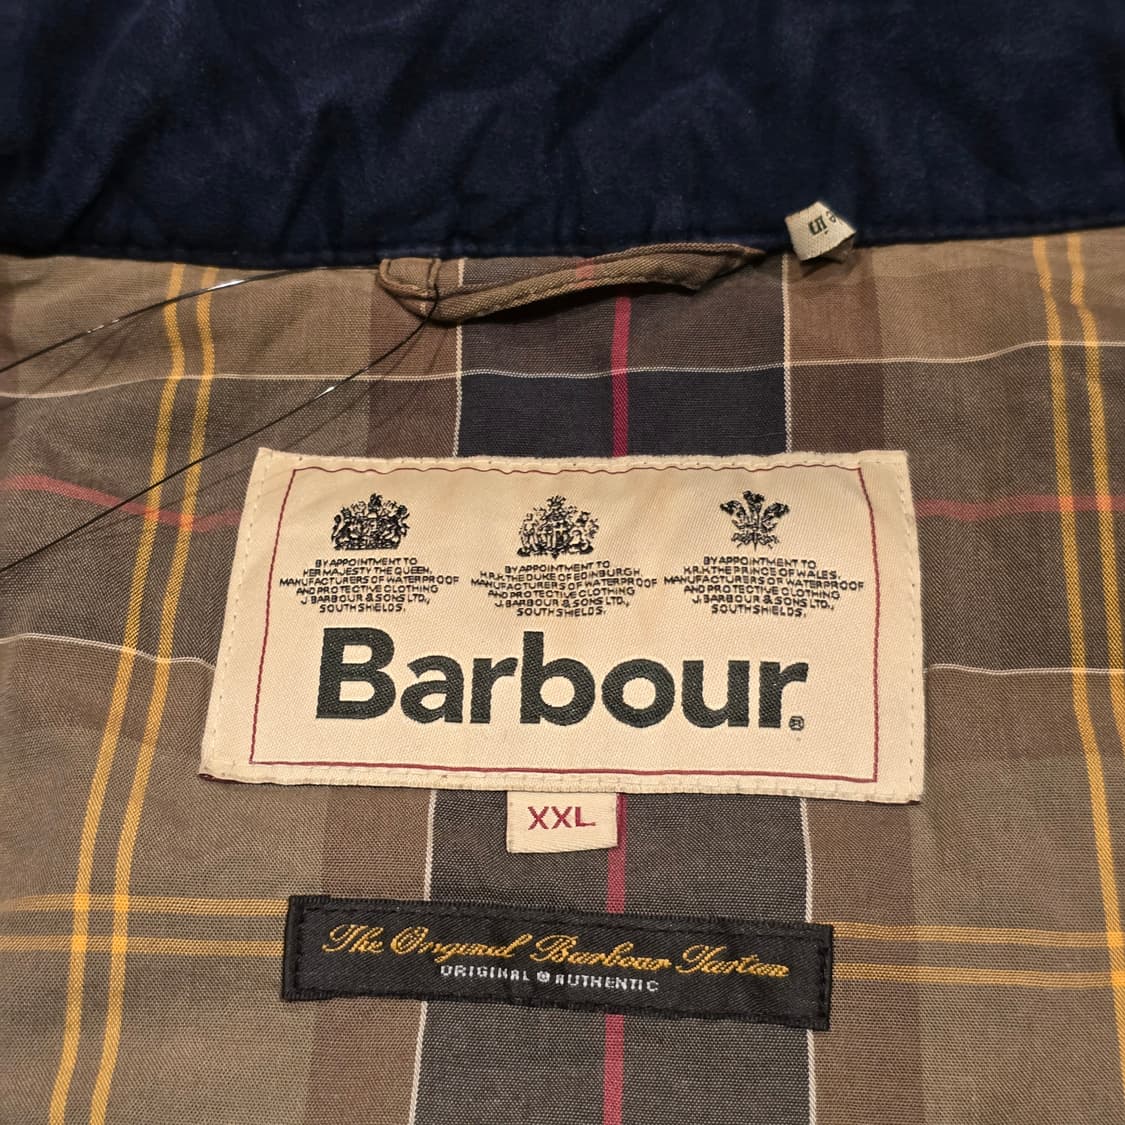 e in
BY APPOINTMENT TO
HER MAJESTY THE QUEEN,
MANUFACTURERS OF WATERPROOF
AND PROTECTIVE CLOTHING
J. BARBOUR & SONS LTD.,
SOUTH SHIELDS.
BY APPOINTMENT TO
H.R.H. THE DUKE OF EDINBURGH,
MANUFACTURERS OF WATERPROOF
AND PROTECTIVE CLOTHING
J. BARBOUR & SONS LTD.,
SOUTH SHIELDS.
BY APPOINTMENT TO
H.R.H. THE PRINCE OF WALES,
MANUFACTURERS OF WATERPROOF
AND PROTECTIVE CLOTHING
J. BARBOUR & SONS LTD.,
SOUTH SHIELDS.
Barbour®
XXL
The Original Barbour Tartan
ORIGINAL & AUTHENTIC